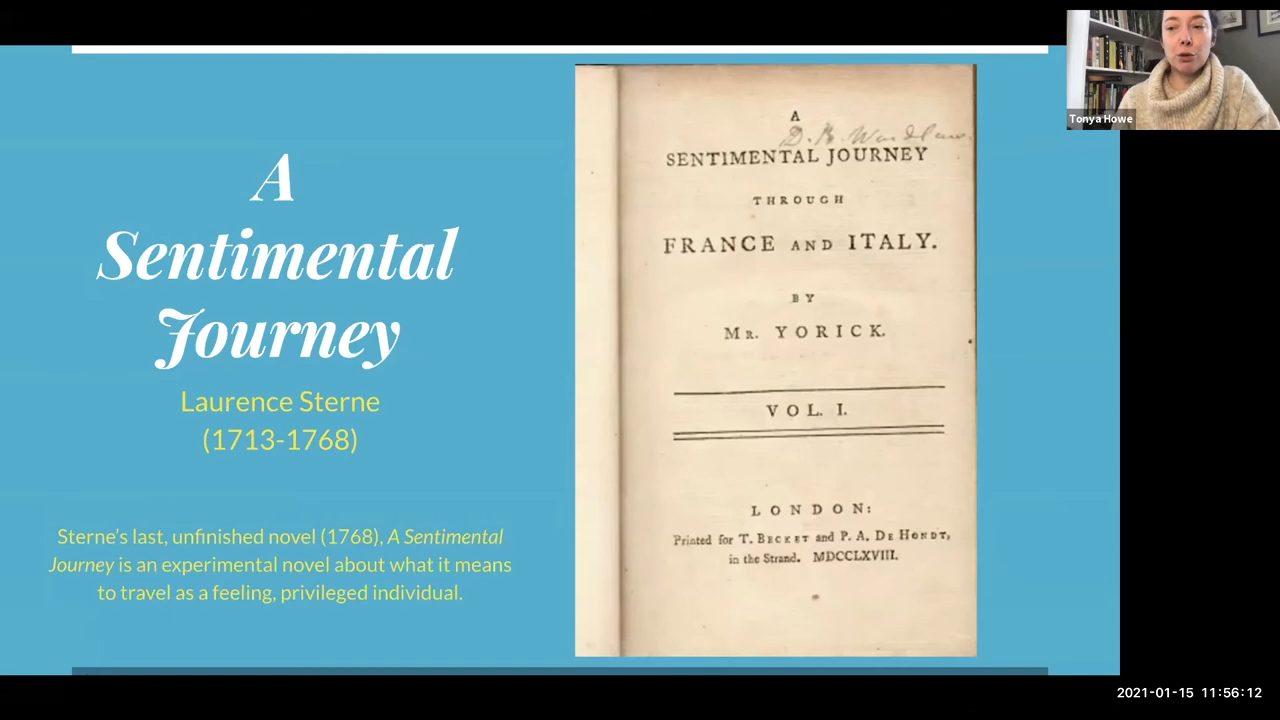 A
Sentimental
Journey
Laurence Sterne
(1713-1768)
Sterne's last, unfinished novel (1768), A Sentimental
Journey is an experimental novel about what it means
to travel as a feeling, privileged individual.
A
SENTIMENTAL JOURNEY
THROUGH
FRANCE AND ITALY.
BY
MR. YORICK.
VOL. I.
LONDON:
Printed for T. BECKET and P. A. DE HONDT,
in the Strand. MDCCLXVIII.
Tonya Howe
2021-01-15 11:56:12